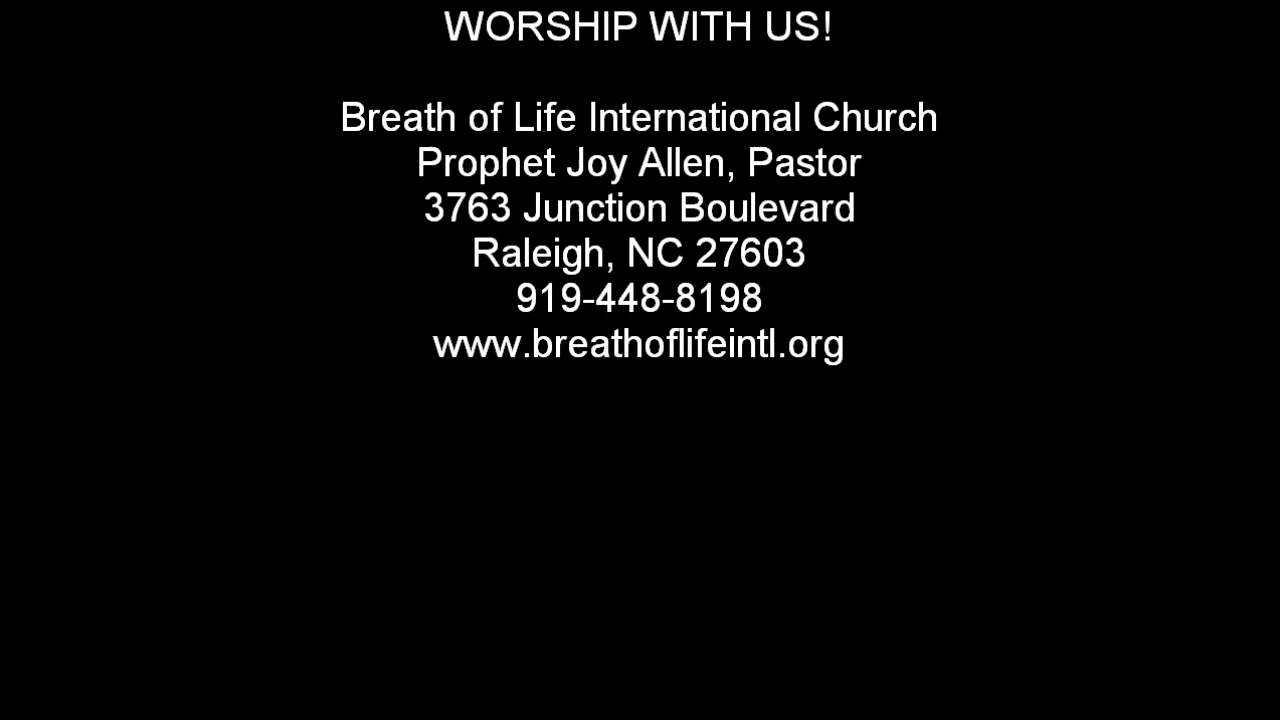 WORSHIP WITH US!
Breath of Life International Church
Prophet Joy Allen, Pastor
3763 Junction Boulevard
Raleigh, NC 27603
919-448-8198
www.breathoflifeintl.org